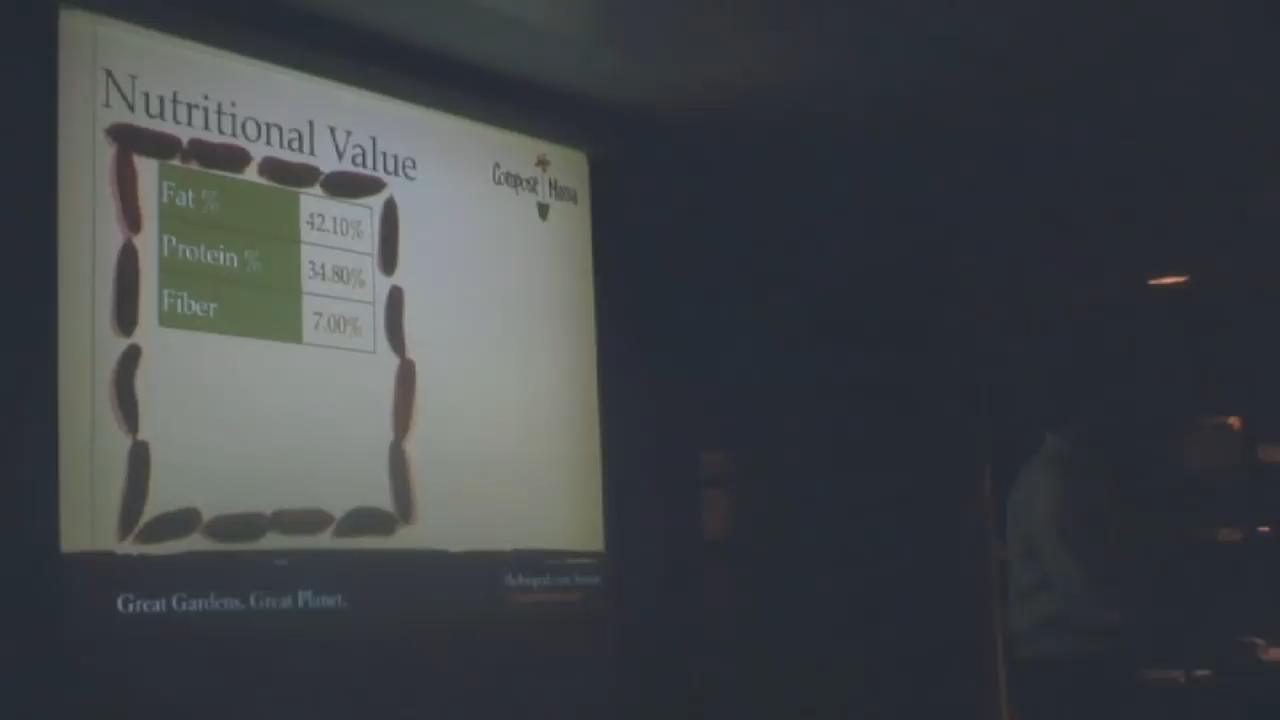 Nutritional Value
Compost Mania
Fat % 42.10%
Protein % 34.80%
Fiber 7.00%
Great Gardens. Great Planet.